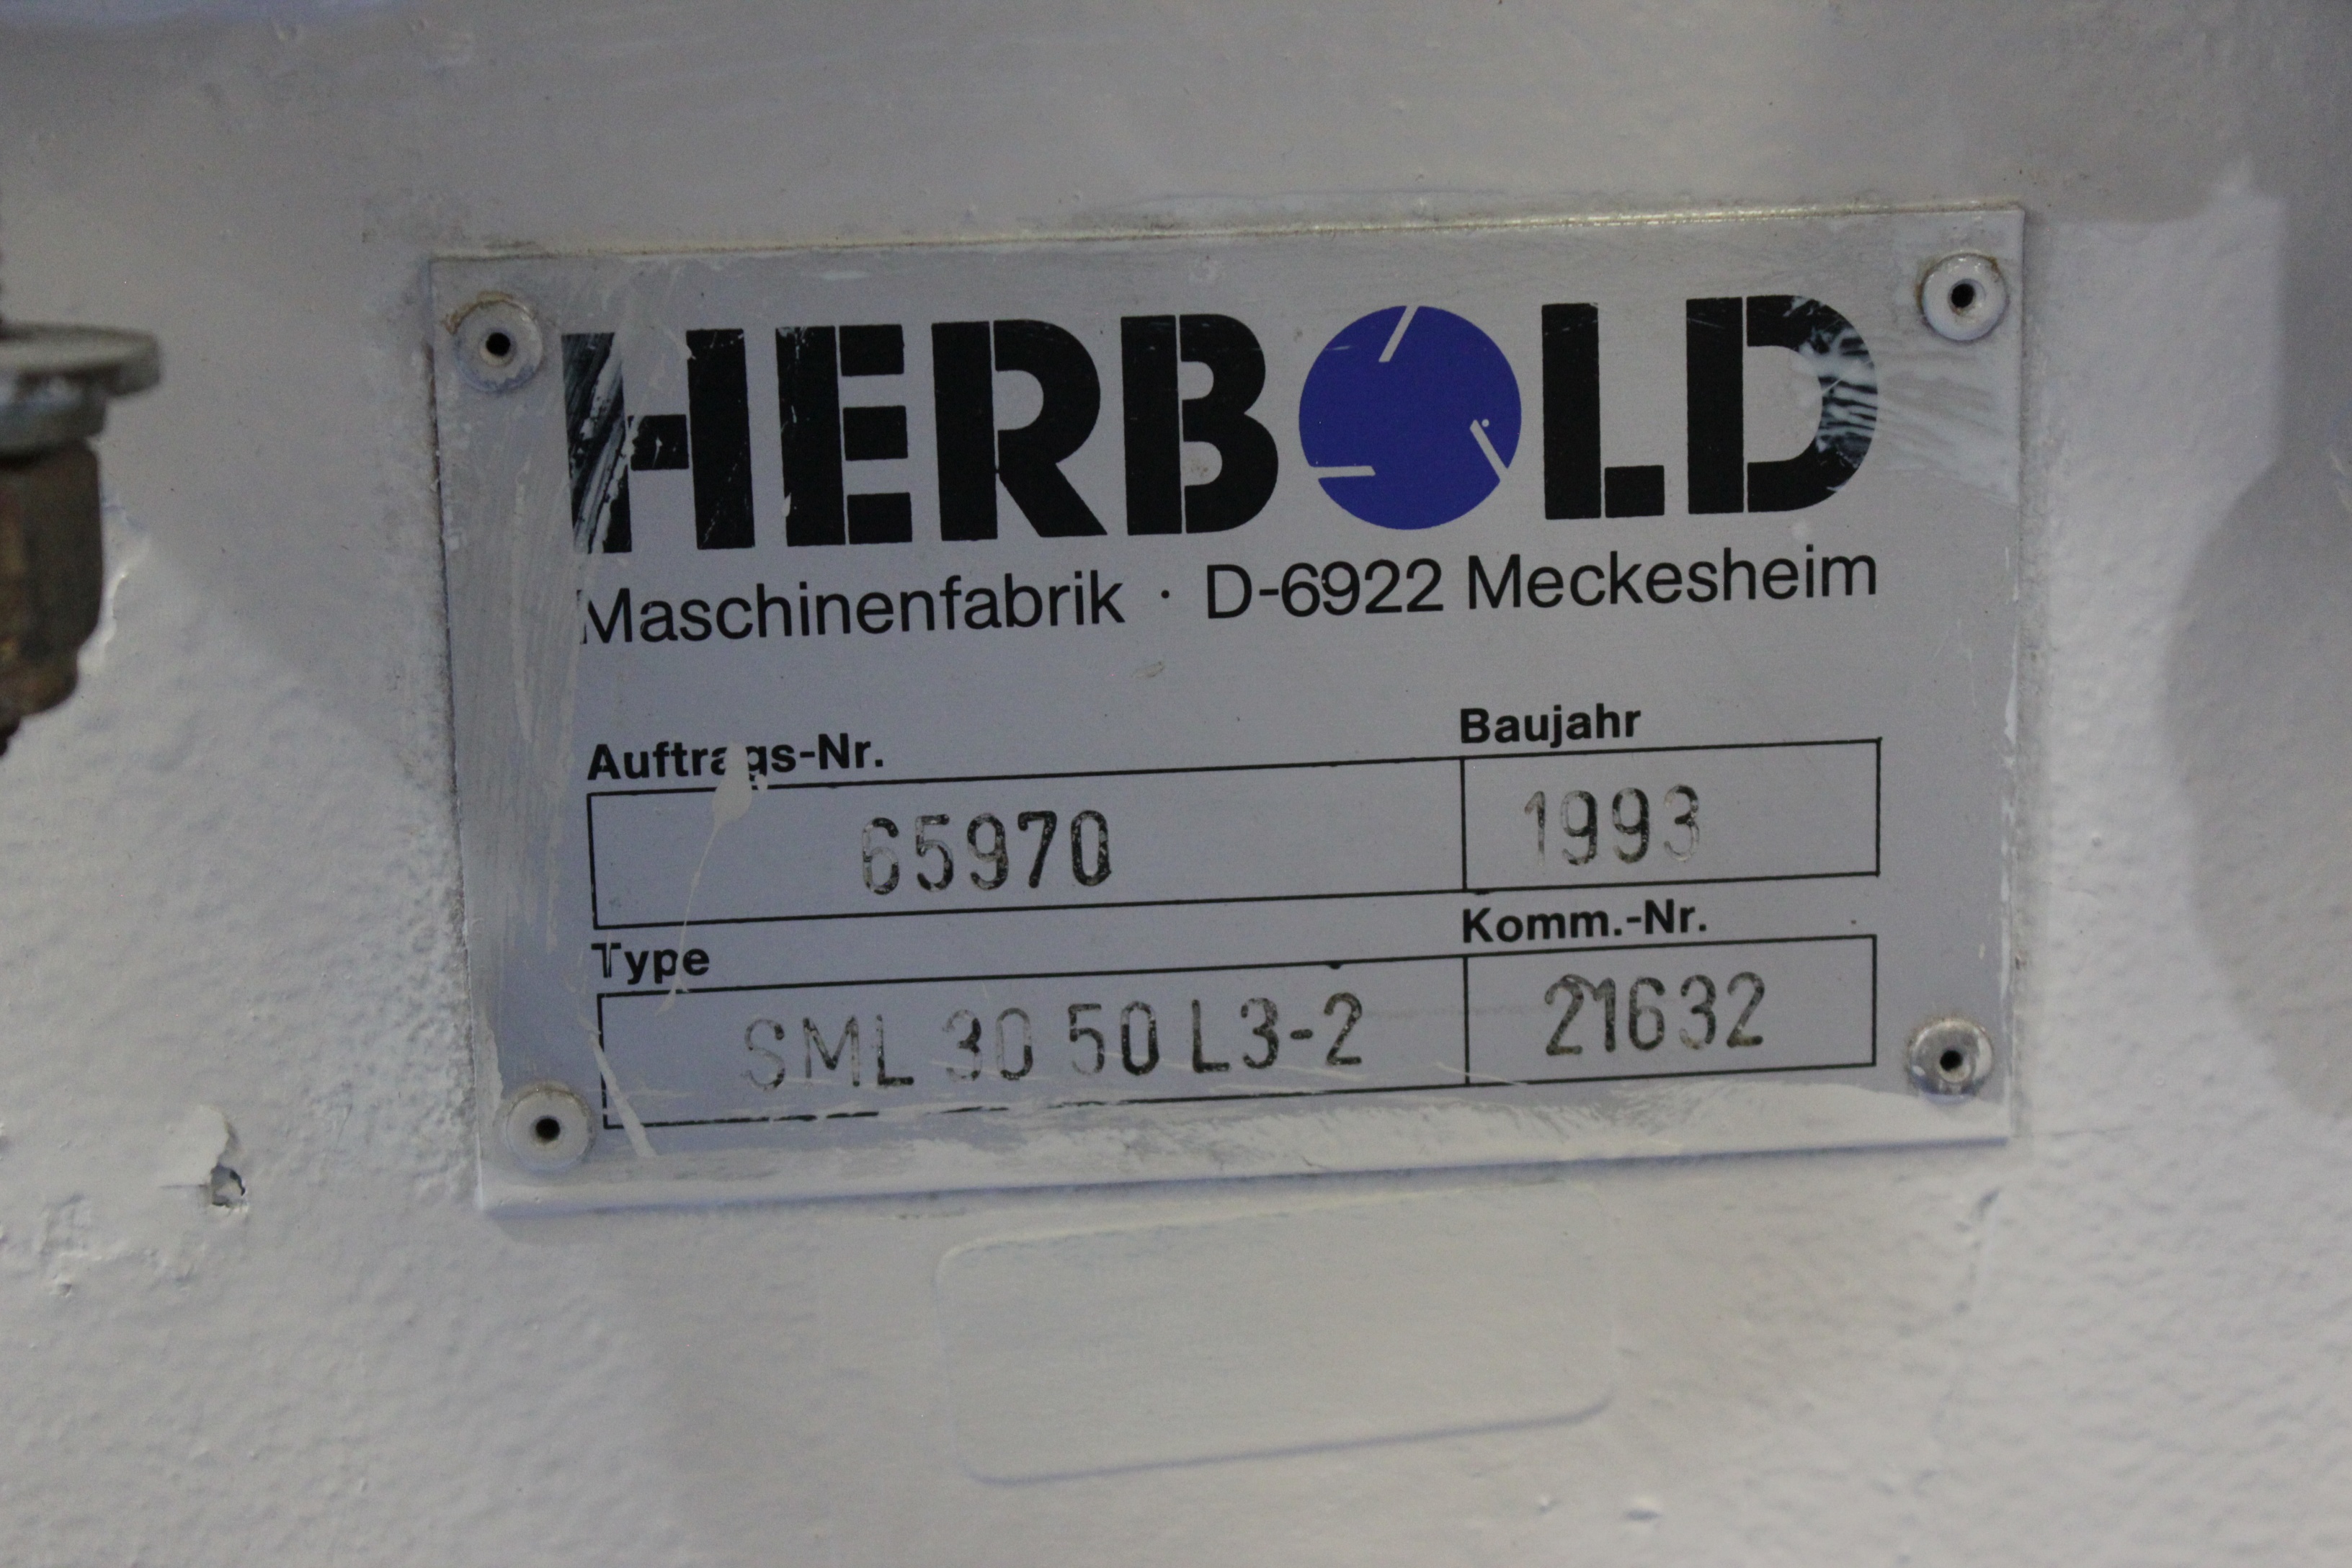 HERBOLD
Maschinenfabrik · D-6922 Meckesheim
Auftrags-Nr. Baujahr
65970 1993
Type Komm.-Nr.
SML 30 50 L3-2 21632